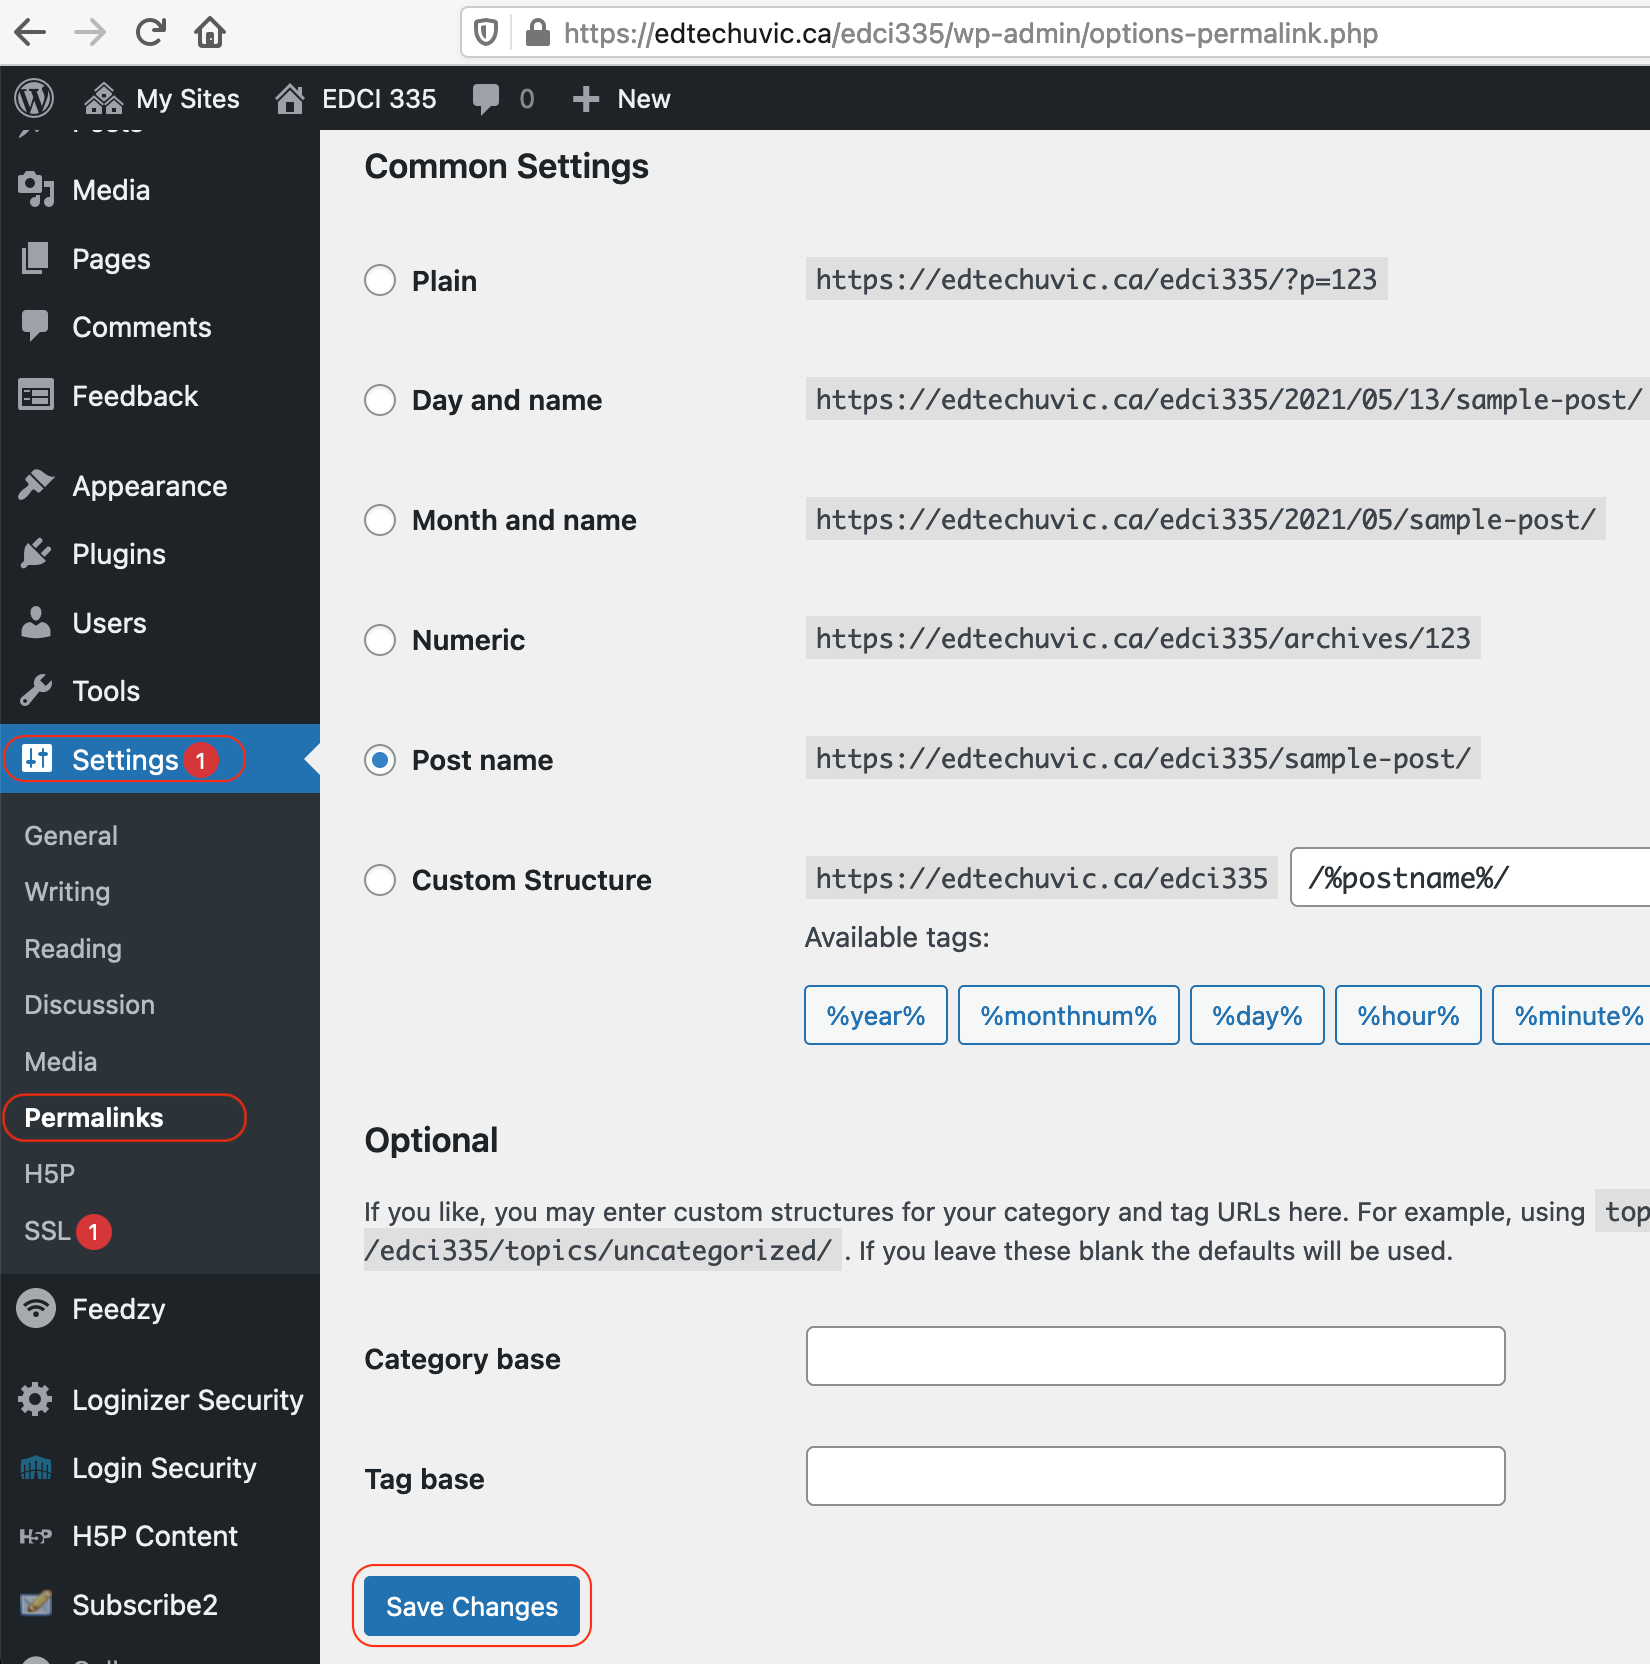 https://edtechuvic.ca/edci335/wp-admin/options-permalink.php
My Sites EDCI 335 0 New
Posts
Media
Pages
Comments
Feedback
Appearance
Plugins
Users
Tools
Settings 1
General
Writing
Reading
Discussion
Media
Permalinks
H5P
SSL 1
Feedzy
Loginizer Security
Login Security
H5P H5P Content
Subscribe2
Common Settings
Plain https://edtechuvic.ca/edci335/?p=123
Day and name https://edtechuvic.ca/edci335/2021/05/13/sample-post/
Month and name https://edtechuvic.ca/edci335/2021/05/sample-post/
Numeric https://edtechuvic.ca/edci335/archives/123
Post name https://edtechuvic.ca/edci335/sample-post/
Custom Structure https://edtechuvic.ca/edci335 /%postname%/
Available tags:
%year% %monthnum% %day% %hour% %minute%
Optional
If you like, you may enter custom structures for your category and tag URLs here. For example, using top
/edci335/topics/uncategorized/ . If you leave these blank the defaults will be used.
Category base
Tag base
Save Changes